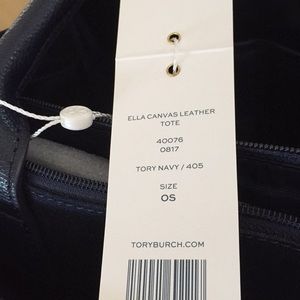 ELLA CANVAS LEATHER
TOTE
40076
0817
TORY NAVY / 405
SIZE
OS
TORYBURCH.COM